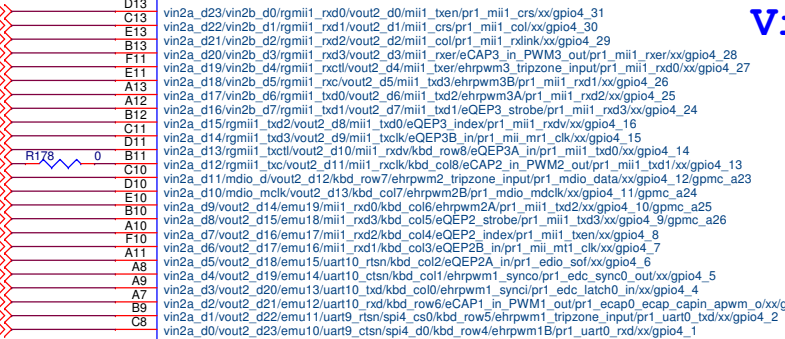 D13 vin2a_d23/vin2b_d0/rgmii1_rxd0/vout2_d0/mii1_txen/pr1_mii1_crs/xx/gpio4_31
C13 vin2a_d22/vin2b_d1/rgmii1_rxd1/vout2_d1/mii1_crs/pr1_mii1_col/xx/gpio4_30
E13 vin2a_d21/vin2b_d2/rgmii1_rxd2/vout2_d2/mii1_col/pr1_mii1_rxlink/xx/gpio4_29
B13 vin2a_d20/vin2b_d3/rgmii1_rxd3/vout2_d3/mii1_rxer/eCAP3_in_PWM3_out/pr1_mii1_rxer/xx/gpio4_28
F11 vin2a_d19/vin2b_d4/rgmii1_rxctl/vout2_d4/mii1_txer/ehrpwm3_tripzone_input/pr1_mii1_rxd0/xx/gpio4_27
E11 vin2a_d18/vin2b_d5/rgmii1_rxc/vout2_d5/mii1_txd3/ehrpwm3B/pr1_mii1_rxd1/xx/gpio4_26
A13 vin2a_d17/vin2b_d6/rgmii1_txd0/vout2_d6/mii1_txd2/ehrpwm3A/pr1_mii1_rxd2/xx/gpio4_25
A12 vin2a_d16/vin2b_d7/rgmii1_txd1/vout2_d7/mii1_txd1/eQEP3_strobe/pr1_mii1_rxd3/xx/gpio4_24
B12 vin2a_d15/rgmii1_txd2/vout2_d8/mii1_txd0/eQEP3_index/pr1_mii1_rxdv/xx/gpio4_16
C11 vin2a_d14/rgmii1_txd3/vout2_d9/mii1_txclk/eQEP3B_in/pr1_mii_mr1_clk/xx/gpio4_15
D11 vin2a_d13/rgmii1_txctl/vout2_d10/mii1_rxdv/kbd_row8/eQEP3A_in/pr1_mii1_txd0/xx/gpio4_14
R178 0 B11 vin2a_d12/rgmii1_txc/vout2_d11/mii1_rxclk/kbd_col8/eCAP2_in_PWM2_out/pr1_mii1_txd1/xx/gpio4_13
C10 vin2a_d11/mdio_d/vout2_d12/kbd_row7/ehrpwm2_tripzone_input/pr1_mdio_data/xx/gpio4_12/gpmc_a23
D10 vin2a_d10/mdio_mclk/vout2_d13/kbd_col7/ehrpwm2B/pr1_mdio_mdclk/xx/gpio4_11/gpmc_a24
E10 vin2a_d9/vout2_d14/emu19/mii1_rxd0/kbd_col6/ehrpwm2A/pr1_mii1_txd2/xx/gpio4_10/gpmc_a25
B10 vin2a_d8/vout2_d15/emu18/mii1_rxd3/kbd_col5/eQEP2_strobe/pr1_mii1_txd3/xx/gpio4_9/gpmc_a26
A10 vin2a_d7/vout2_d16/emu17/mii1_rxd2/kbd_col4/eQEP2_index/pr1_mii1_txen/xx/gpio4_8
F10 vin2a_d6/vout2_d17/emu16/mii1_rxd1/kbd_col3/eQEP2B_in/pr1_mii_mt1_clk/xx/gpio4_7
A11 vin2a_d5/vout2_d18/emu15/uart10_rtsn/kbd_col2/eQEP2A_in/pr1_edio_sof/xx/gpio4_6
A8 vin2a_d4/vout2_d19/emu14/uart10_ctsn/kbd_col1/ehrpwm1_synco/pr1_edc_sync0_out/xx/gpio4_5
A9 vin2a_d3/vout2_d20/emu13/uart10_txd/kbd_col0/ehrpwm1_synci/pr1_edc_latch0_in/xx/gpio4_4
A7 vin2a_d2/vout2_d21/emu12/uart10_rxd/kbd_row6/eCAP1_in_PWM1_out/pr1_ecap0_ecap_capin_apwm_o/xx/g
B9 vin2a_d1/vout2_d22/emu11/uart9_rtsn/spi4_cs0/kbd_row5/ehrpwm1_tripzone_input/pr1_uart0_txd/xx/gpio4_2
C8 vin2a_d0/vout2_d23/emu10/uart9_ctsn/spi4_d0/kbd_row4/ehrpwm1B/pr1_uart0_rxd/xx/gpio4_1